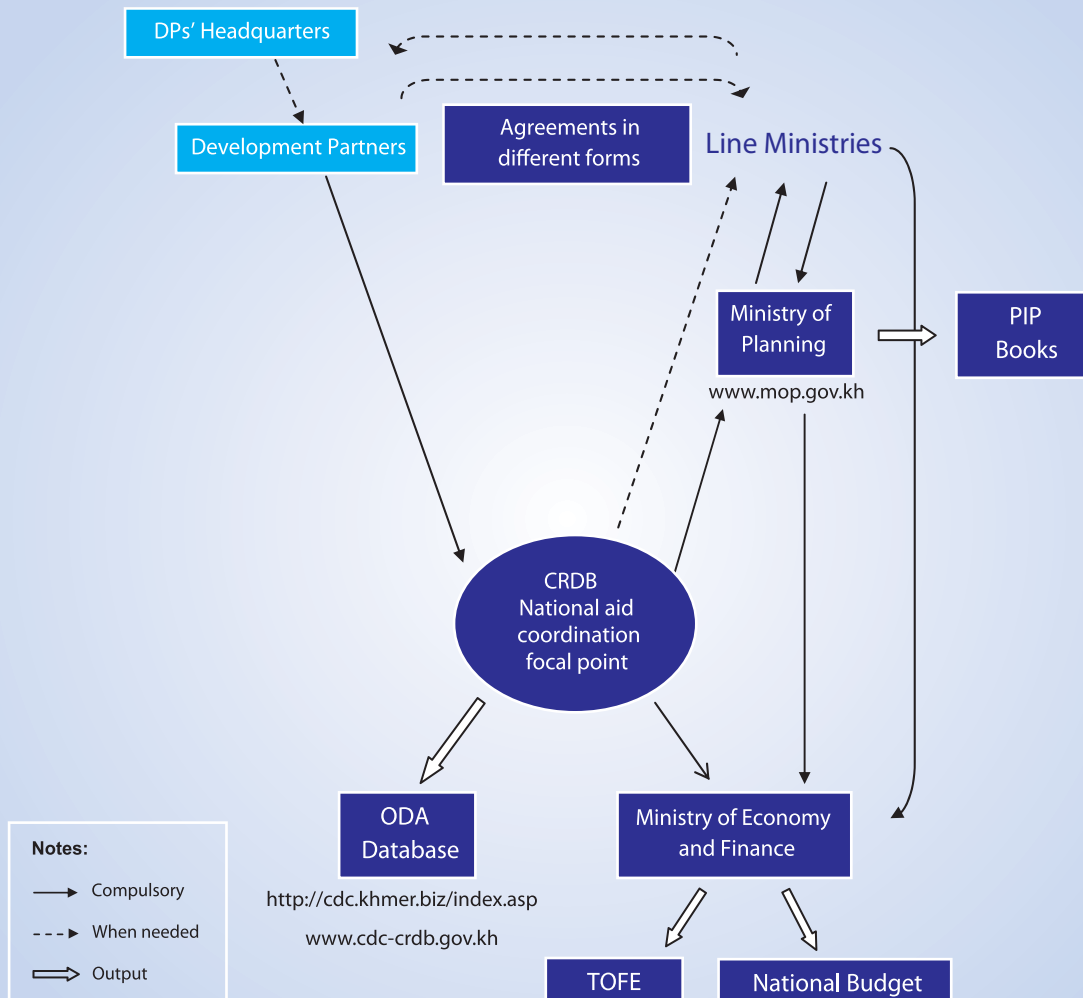 DPs' Headquarters
Development Partners
Agreements in
different forms
Line Ministries
Ministry of
Planning
www.mop.gov.kh
PIP
Books
CRDB
National aid
coordination
focal point
ODA
Database
http://cdc.khmer.biz/index.asp
www.cdc-crdb.gov.kh
Ministry of Economy
and Finance
TOFE
National Budget
Notes:
Compulsory
When needed
Output